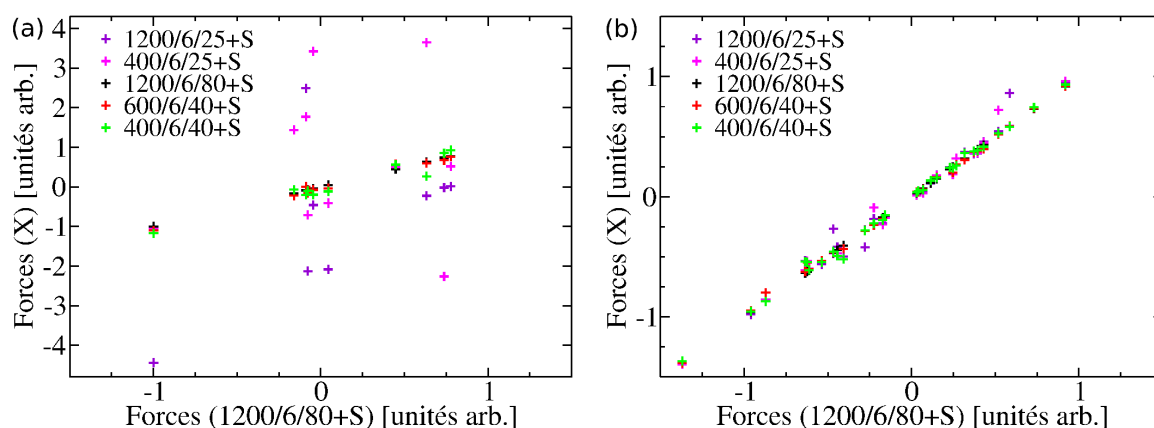 (a)
1200/6/25+S
400/6/25+S
1200/6/80+S
600/6/40+S
400/6/40+S
4
3
2
1
0
-1
-2
-3
-4
Forces (X) [unités arb.]
-1 0 1
Forces (1200/6/80+S) [unités arb.]
(b)
1200/6/25+S
400/6/25+S
1200/6/80+S
600/6/40+S
400/6/40+S
1
0
-1
Forces (X) [unités arb.]
-1 0 1
Forces (1200/6/80+S) [unités arb.]